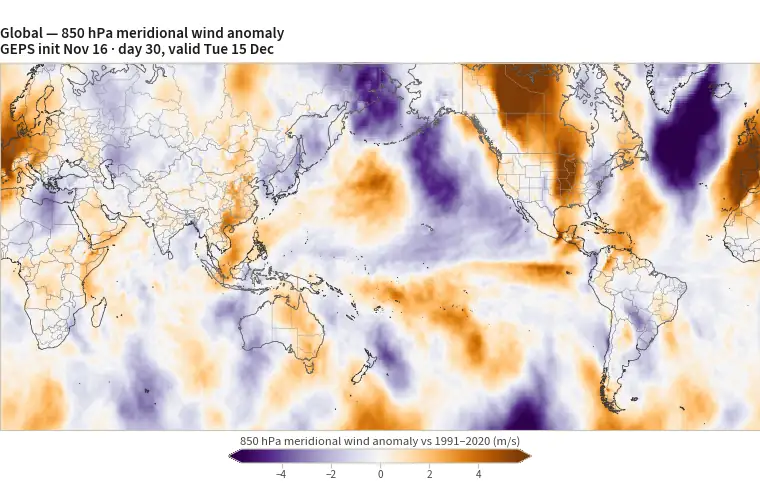 Global — 850 hPa meridional wind anomaly
GEPS init Nov 16 · day 30, valid Tue 15 Dec
850 hPa meridional wind anomaly vs 1991–2020 (m/s)
−4 −2 0 2 4